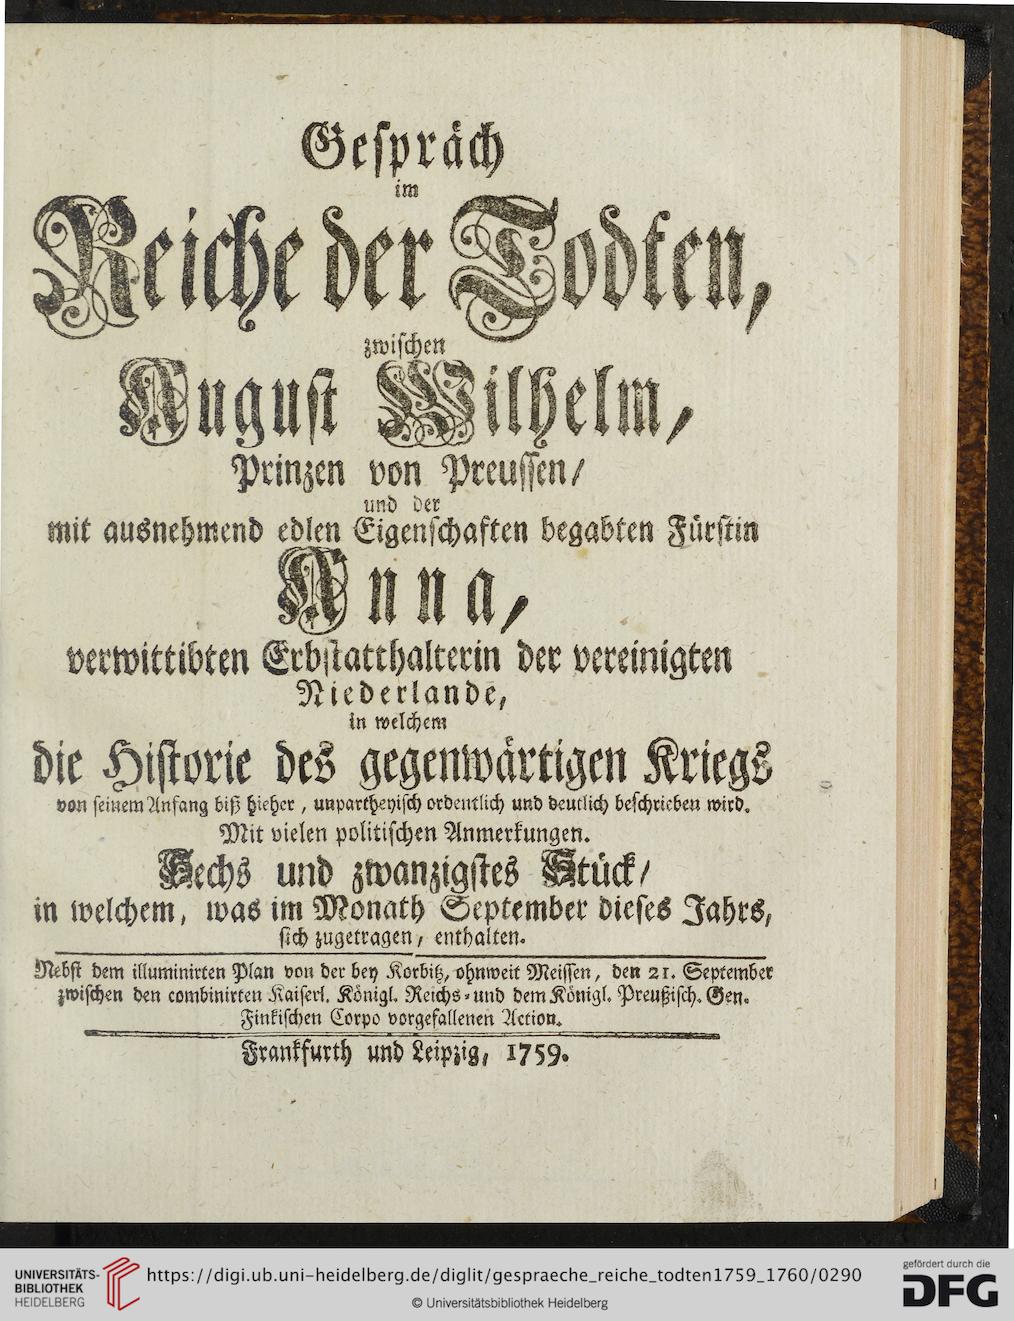 Gespräch
im
Reiche der Todten,
zwischen
August Wilhelm,
Prinzen von Preussen/
und der
mit ausnehmend edlen Eigenschaften begabten Fürstin
Anna,
verwittibten Erbstatthalterin der vereinigten
Niederlande,
in welchem
die Historie des gegenwärtigen Kriegs
von seinem Anfang biß hieher, unpartheyisch ordentlich und deutlich beschrieben wird.
Mit vielen politischen Anmerkungen.
Sechs und zwanzigstes Stück/
in welchem, was im Monath September dieses Jahrs,
sich zugetragen, enthalten.
Nebst dem illuminirten Plan von der bey Korbitz, ohnweit Meissen, den 21. September
zwischen den combinirten Kaiserl. Königl. Reichs-und dem Königl. Preußisch. Gen.
Finkischen Corpo vorgefallenen Action.
Frankfurth und Leipzig, 1759.
UNIVERSITÄTS-
BIBLIOTHEK
HEIDELBERG
https://digi.ub.uni-heidelberg.de/diglit/gespraeche_reiche_todten1759_1760/0290
© Universitätsbibliothek Heidelberg
gefördert durch die
DFG